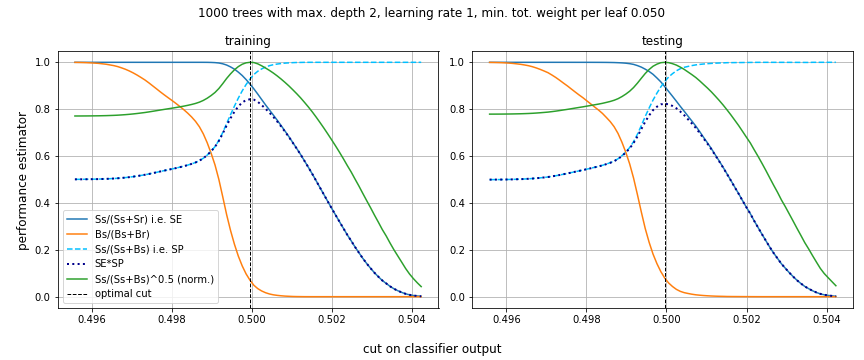 1000 trees with max. depth 2, learning rate 1, min. tot. weight per leaf 0.050
training
testing
performance estimator
1.0
0.8
0.6
0.4
0.2
0.0
Ss/(Ss+Sr) i.e. SE
Bs/(Bs+Br)
Ss/(Ss+Bs) i.e. SP
SE*SP
Ss/(Ss+Bs)^0.5 (norm.)
optimal cut
0.496 0.498 0.500 0.502 0.504
1.0
0.8
0.6
0.4
0.2
0.0
0.496 0.498 0.500 0.502 0.504
cut on classifier output